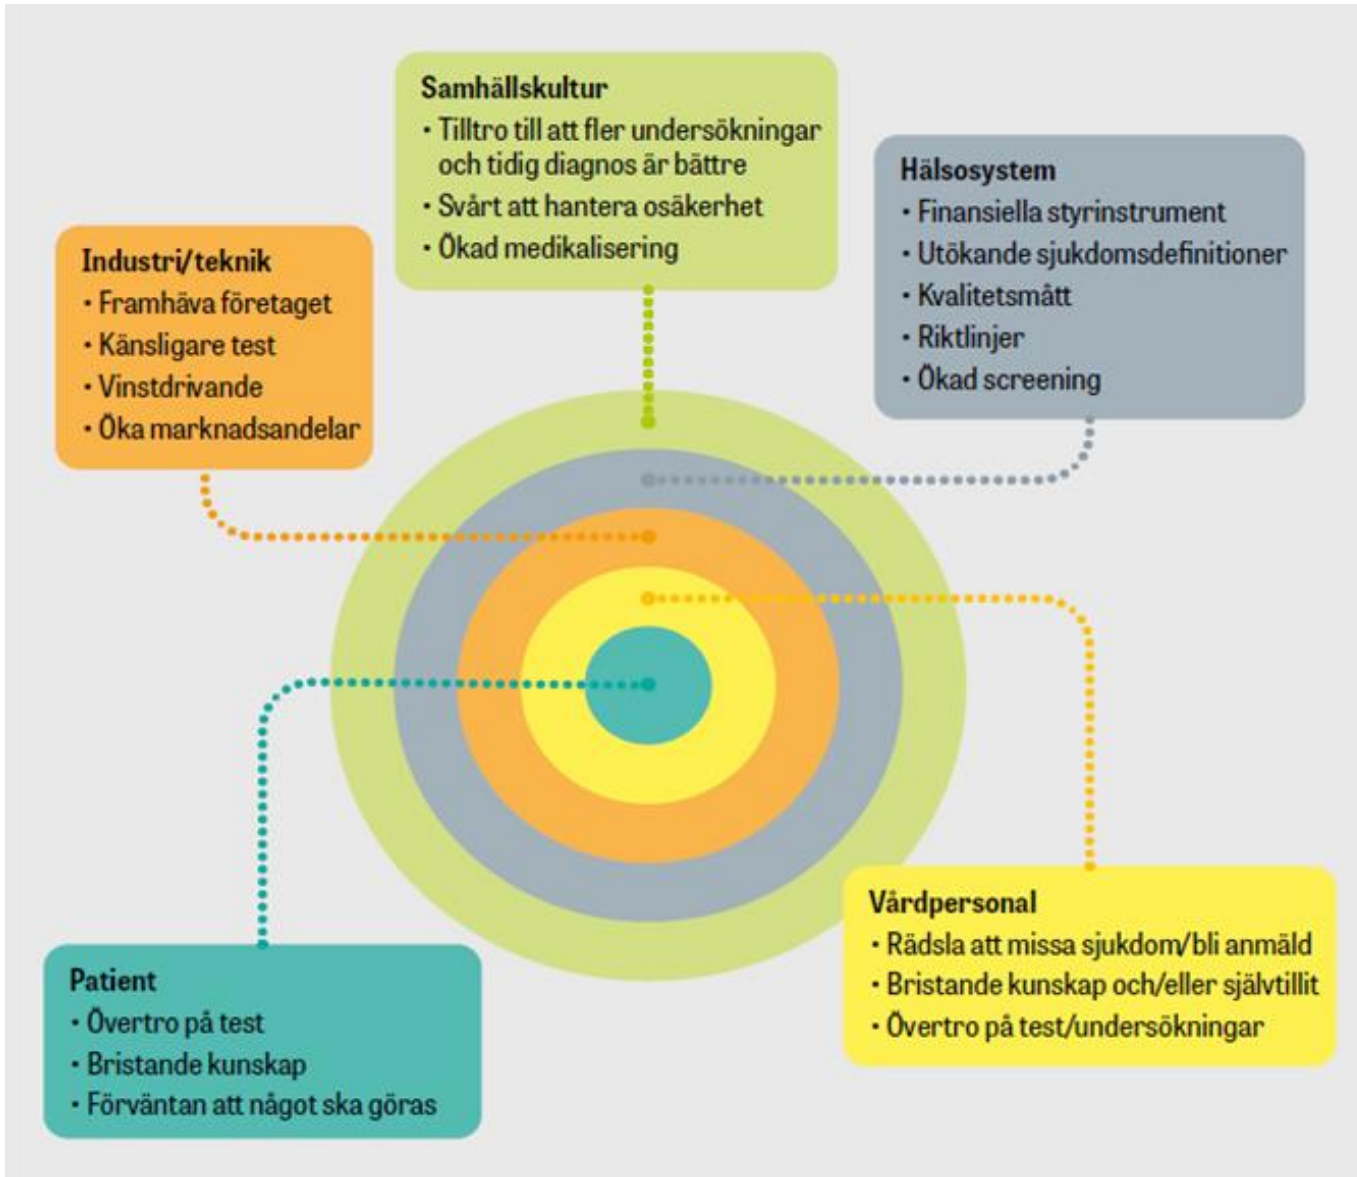 Samhällskultur
· Tilltro till att fler undersökningar
och tidig diagnos är bättre
· Svårt att hantera osäkerhet
· Ökad medikalisering
Hälsosystem
· Finansiella styrinstrument
· Utökande sjukdomsdefinitioner
· Kvalitetsmått
· Riktlinjer
· Ökad screening
Industri/teknik
· Framhäva företaget
· Känsligare test
· Vinstdrivande
· Öka marknadsandelar
Vårdpersonal
· Rädsla att missa sjukdom/bli anmäld
· Bristande kunskap och/eller självtillit
· Övertro på test/undersökningar
Patient
· Övertro på test
· Bristande kunskap
· Förväntan att något ska göras